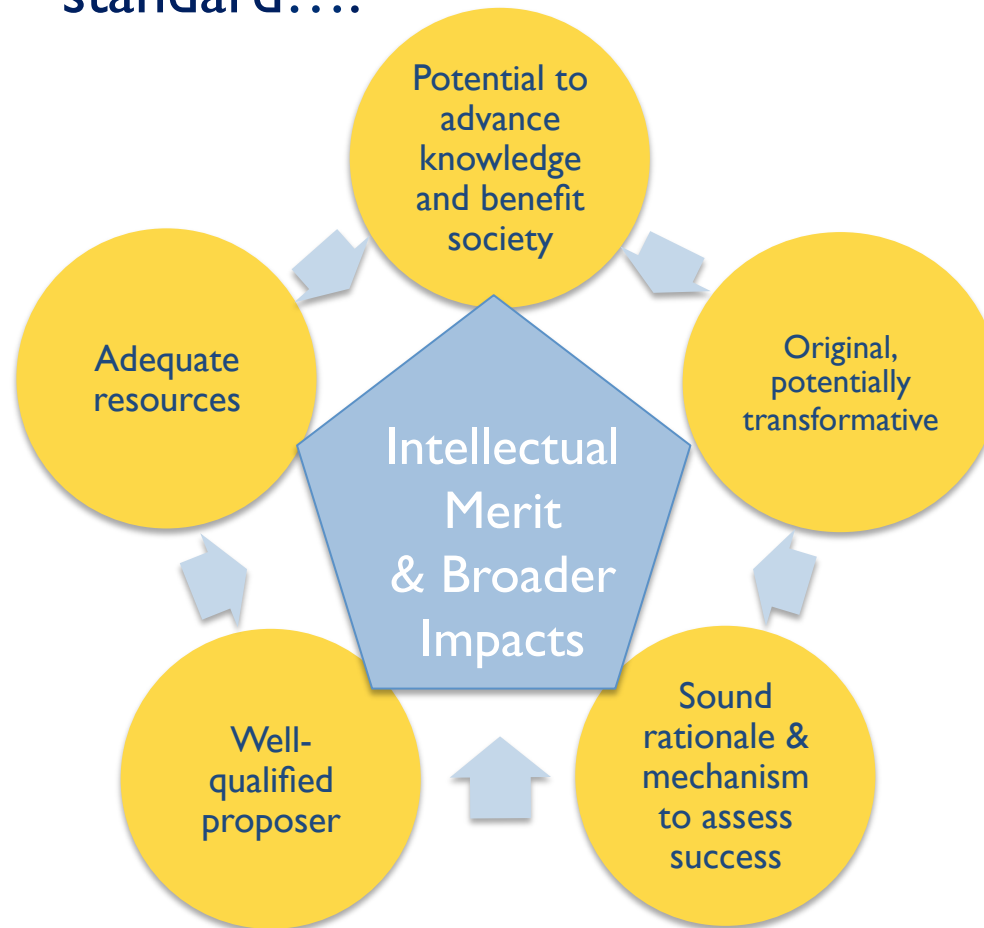 standard….
Potential to
advance
knowledge
and benefit
society
Original,
potentially
transformative
Sound
rationale &
mechanism
to assess
success
Well-
qualified
proposer
Adequate
resources
Intellectual
Merit
& Broader
Impacts